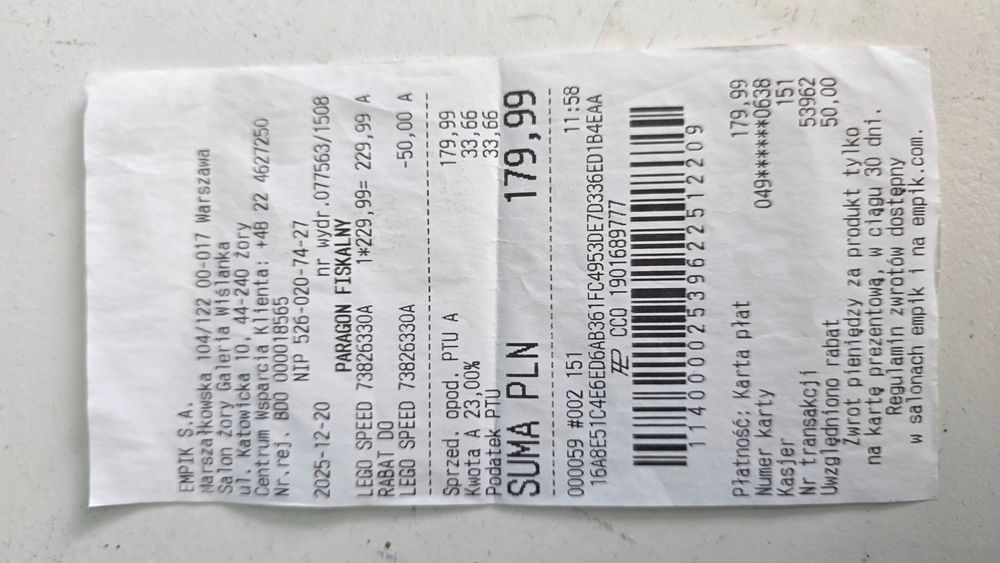 EMPIK S.A.
Marszałkowska 104/122 00-017 Warszawa
Salon Żory Galeria Wiślanka
ul. Katowicka 10, 44-240 Żory
Centrum Wsparcia Klienta: +48 22 4627250
Nr.rej. BDO 000018565
NIP 526-020-74-27
2025-12-20 nr wydr.077563/1508
PARAGON FISKALNY
LEGO SPEED 73826330A 1*229,99= 229,99 A
RABAT DO
LEGO SPEED 73826330A -50,00 A
Sprzed. opod. PTU A 179,99
Kwota A 23,00% 33,66
Podatek PTU 33,66
SUMA PLN 179,99
000059 #002 151 11:58
16A8E51C4E6ED6AB361FC4953DE7D336ED1B4EAA
CCO 1901689777
11400025396225112209
Płatność: Karta płat 179,99
Numer Karty 049*******0638
Kasjer 151
Nr transakcji 53962
Uwzględniono rabat 50,00
Zwrot pieniędzy za produkt tylko
na kartę prezentową, w ciągu 30 dni.
Regulamin zwrotów dostępny
w salonach empik i na empik.com.